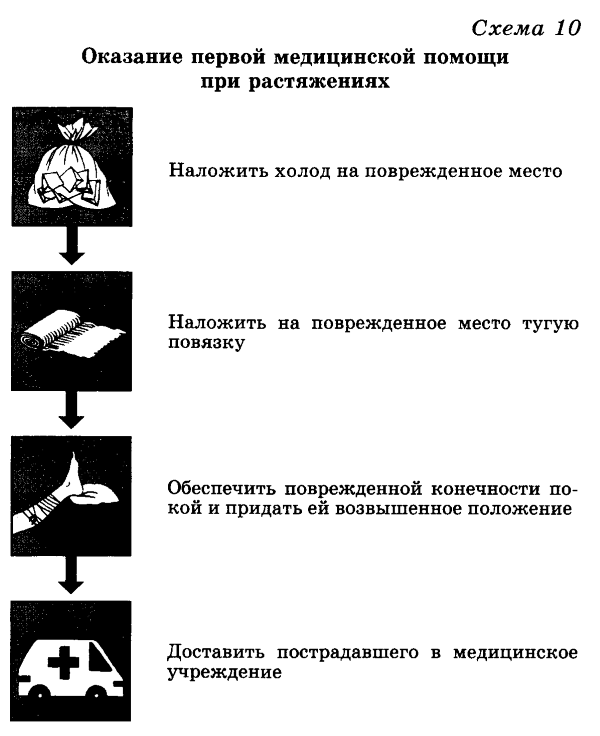 Схема 10
Оказание первой медицинской помощи
при растяжениях
Наложить холод на поврежденное место
Наложить на поврежденное место тугую
повязку
Обеспечить поврежденной конечности по-
кой и придать ей возвышенное положение
Доставить пострадавшего в медицинское
учреждение